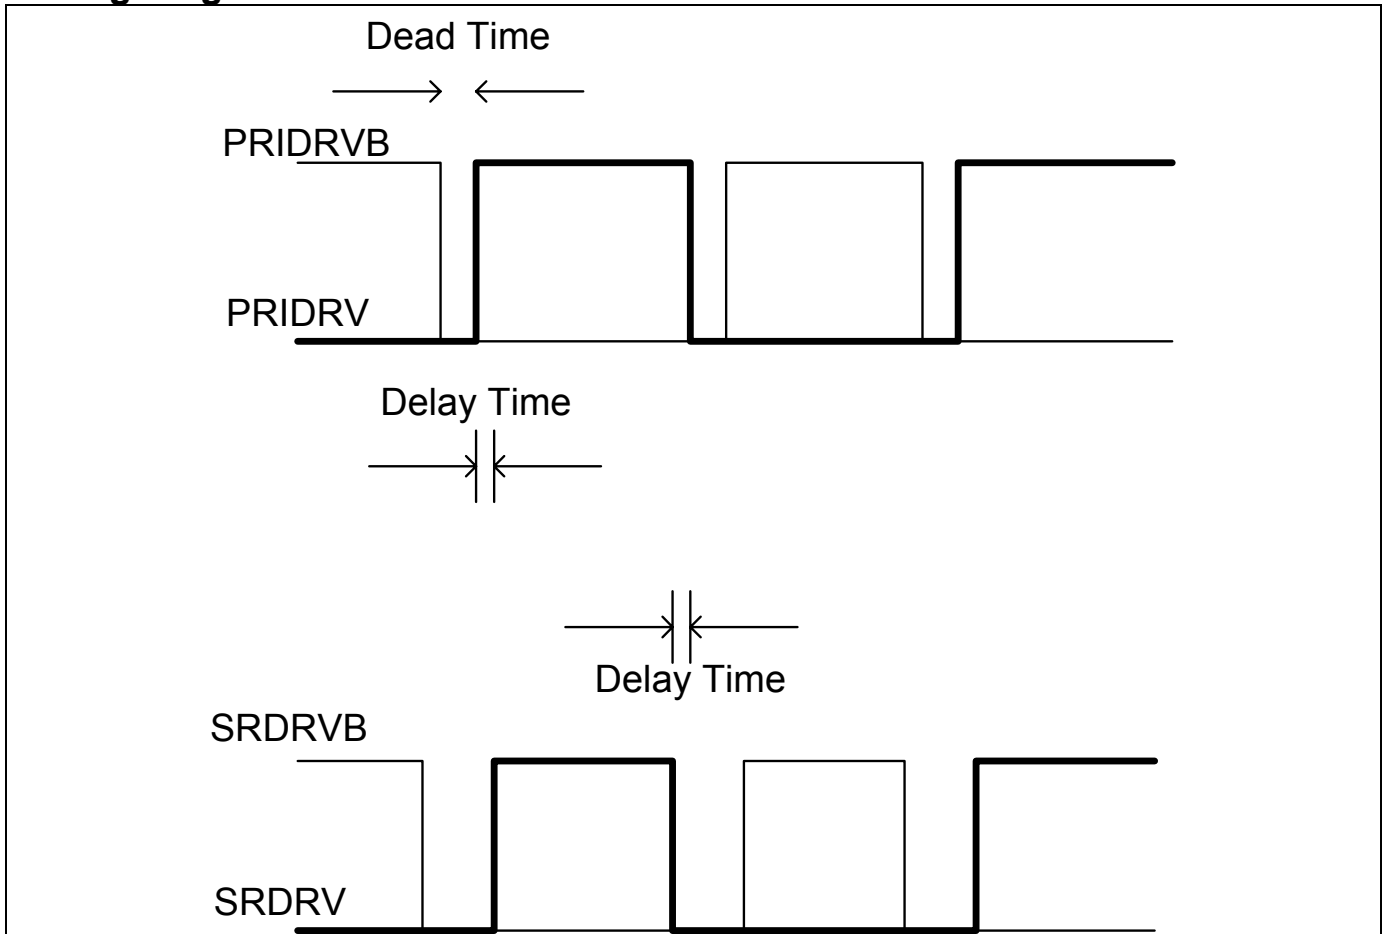 Dead Time
PRIDRVB
PRIDRV
Delay Time
Delay Time
SRDRVB
SRDRV